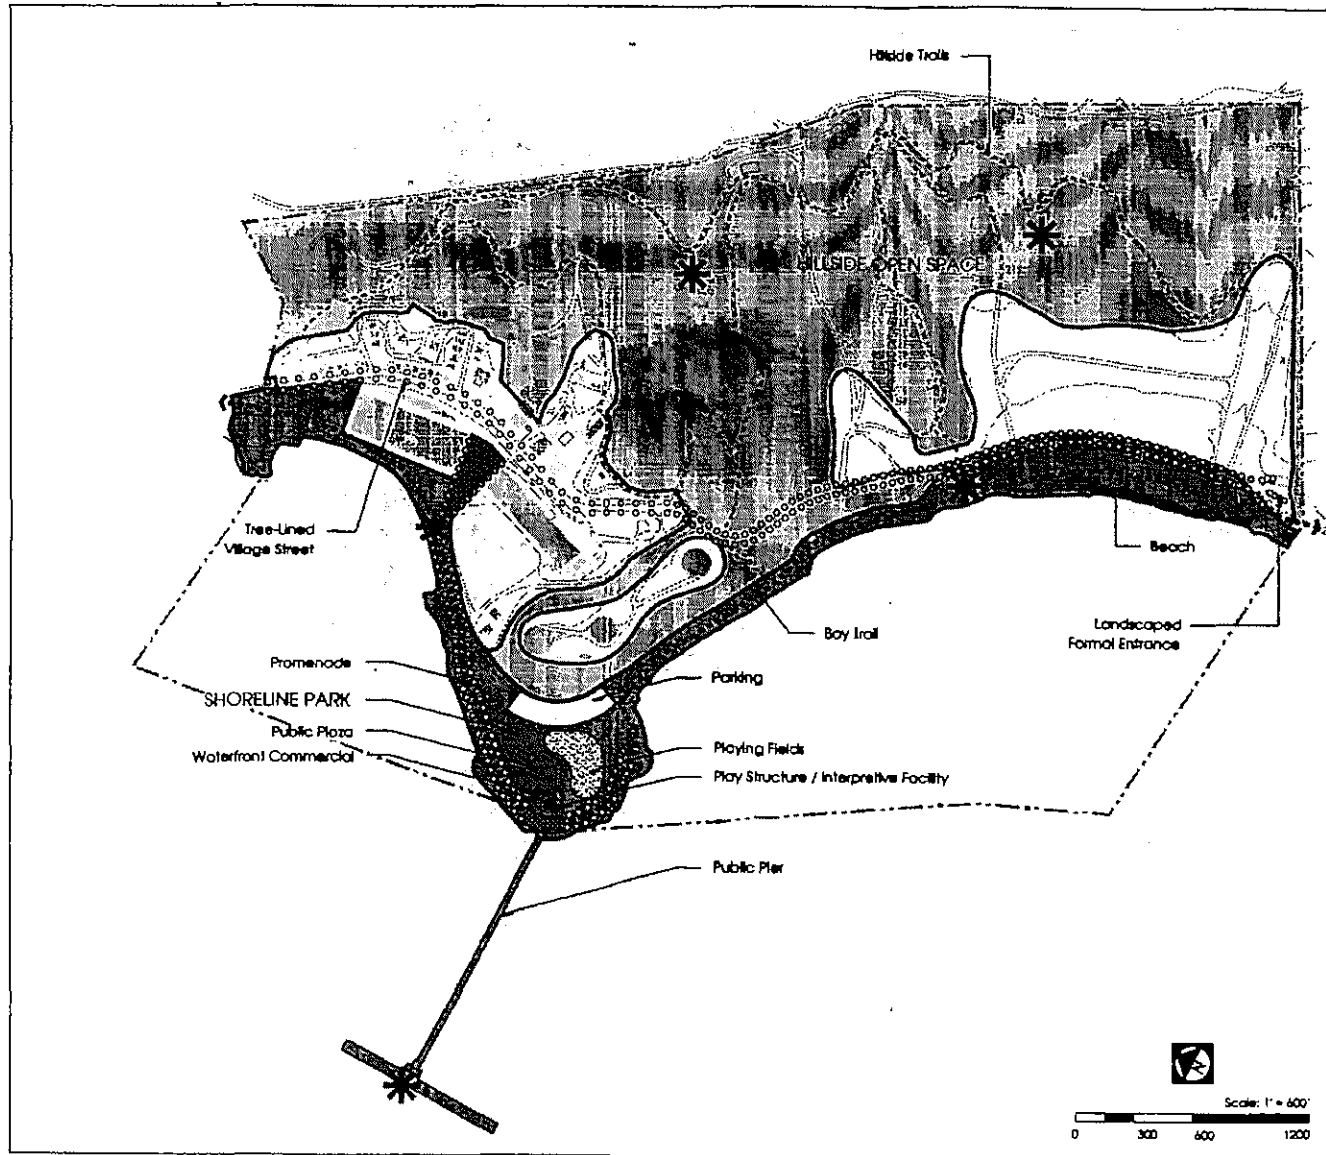 Hillside Trails
HILLSIDE OPEN SPACE
Tree-Lined
Village Street
Beach
Landscaped
Formal Entrance
Bay Trail
Promenade
Parking
SHORELINE PARK
Public Plaza
Playing Fields
Waterfront Commercial
Play Structure / Interpretive Facility
Public Pier
N
Scale: 1" = 600'
0 300 600 1200